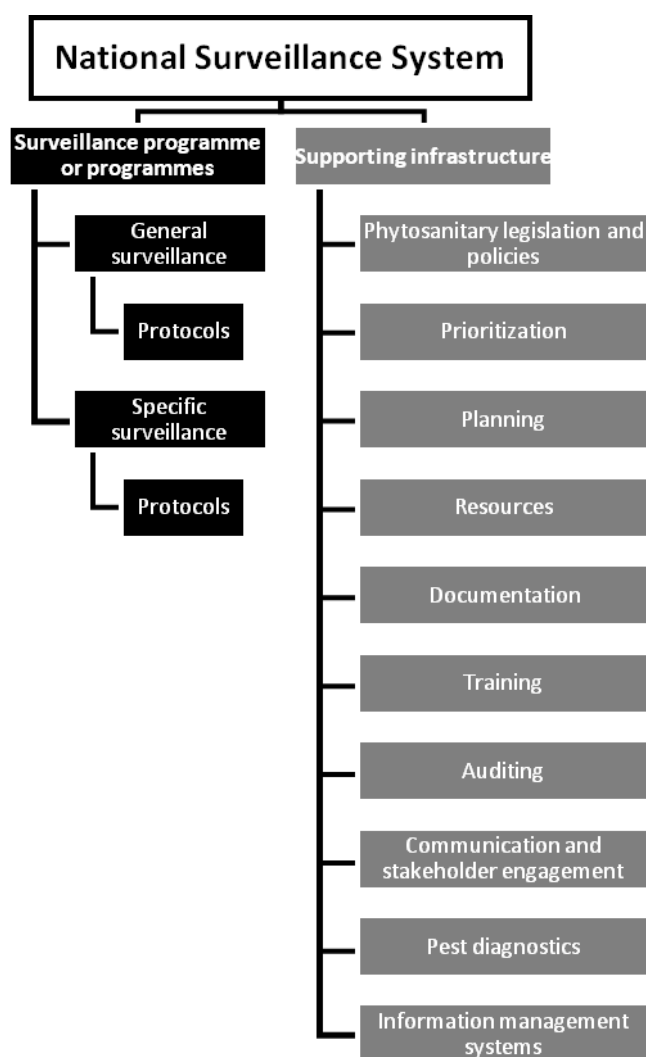 National Surveillance System
Surveillance programme
or programmes
Supporting infrastructure
General
surveillance
Protocols
Specific
surveillance
Protocols
Phytosanitary legislation and
policies
Prioritization
Planning
Resources
Documentation
Training
Auditing
Communication and
stakeholder engagement
Pest diagnostics
Information management
systems